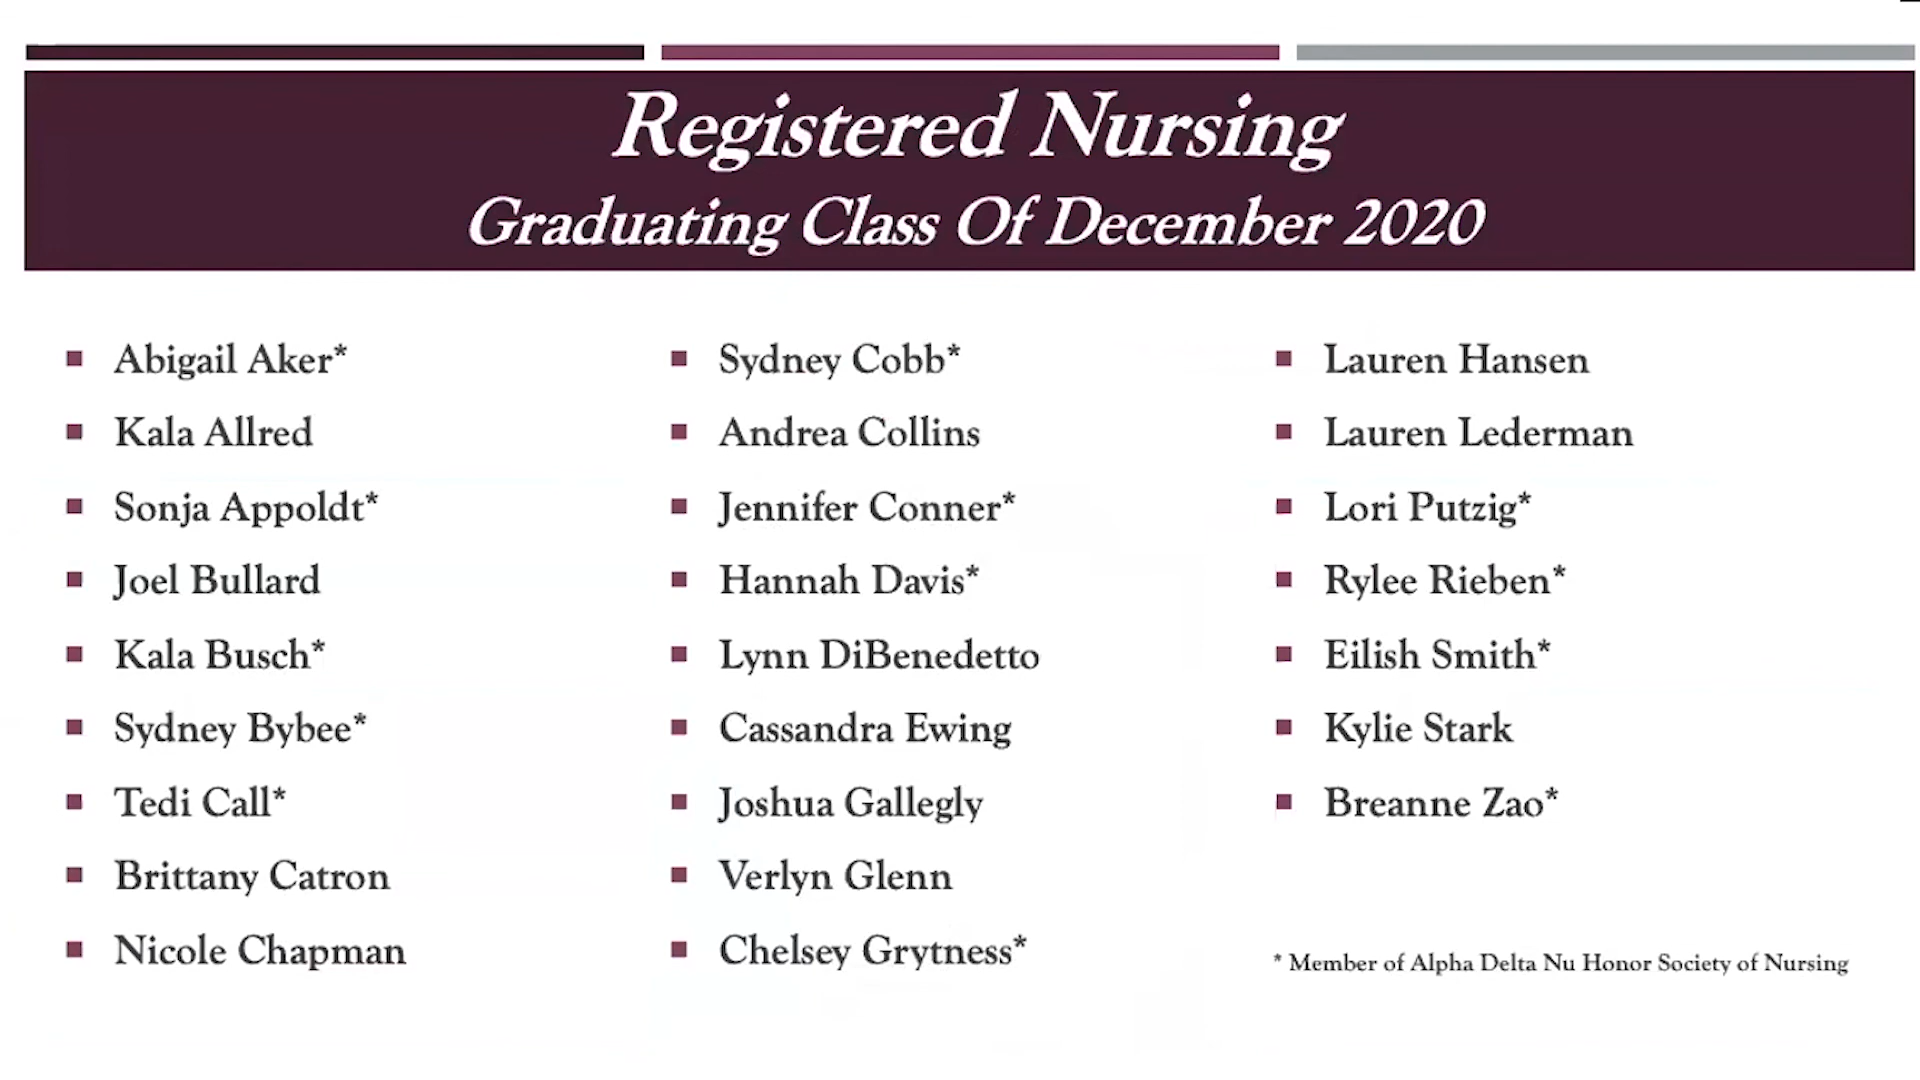 Registered Nursing
Graduating Class Of December 2020
Abigail Aker*
Kala Allred
Sonja Appoldt*
Joel Bullard
Kala Busch*
Sydney Bybee*
Tedi Call*
Brittany Catron
Nicole Chapman
Sydney Cobb*
Andrea Collins
Jennifer Conner*
Hannah Davis*
Lynn DiBenedetto
Cassandra Ewing
Joshua Gallegly
Verlyn Glenn
Chelsey Grytness*
Lauren Hansen
Lauren Lederman
Lori Putzig*
Rylee Rieben*
Eilish Smith*
Kylie Stark
Breanne Zao*
* Member of Alpha Delta Nu Honor Society of Nursing